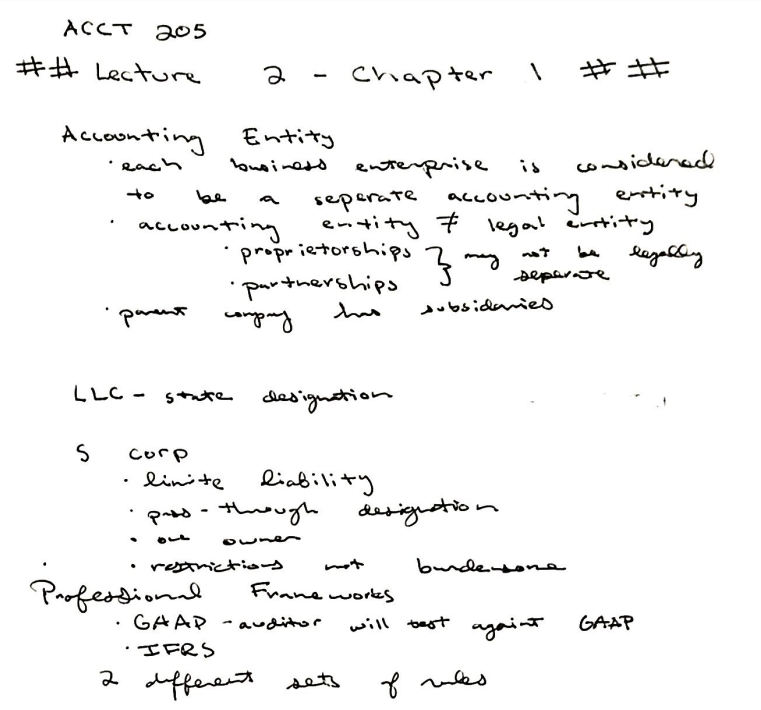 ACCT 205
## Lecture 2 - Chapter 1 ##
Accounting Entity
· each business enterprise is considered
to be a seperate accounting entity
· accounting entity ≠ legal entity
· proprietorships } may not be legally
· partnerships } seperate
· parent company has subsidaries
LLC - state designation
S corp
· limite liability
· pass-through designation
· one owner
· restrictions not burdensome
Professional Frameworks
· GAAP - auditor will test against GAAP
· IFRS
2 different sets of rules